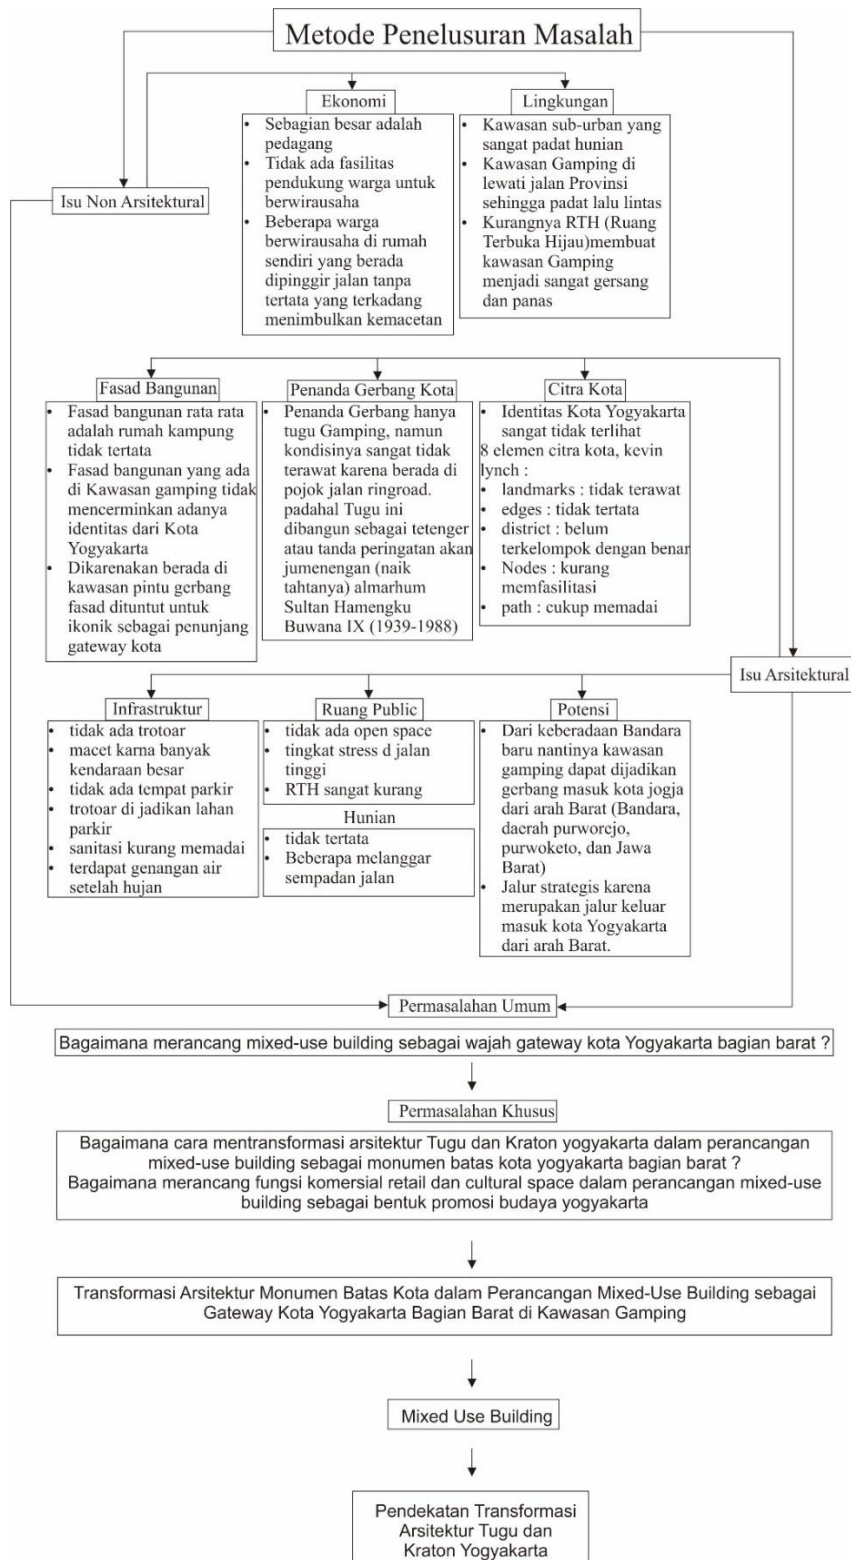 Metode Penelusuran Masalah
Isu Non Arsitektural
Ekonomi
• Sebagian besar adalah
pedagang
• Tidak ada fasilitas
pendukung warga untuk
berwirausaha
• Beberapa warga
berwirausaha di rumah
sendiri yang berada
dipinggir jalan tanpa
tertata yang terkadang
menimbulkan kemacetan
Lingkungan
• Kawasan sub-urban yang
sangat padat hunian
• Kawasan Gamping di
lewati jalan Provinsi
sehingga padat lalu lintas
• Kurangnya RTH (Ruang
Terbuka Hijau)membuat
kawasan Gamping
menjadi sangat gersang
dan panas
Fasad Bangunan
• Fasad bangunan rata rata
adalah rumah kampung
tidak tertata
• Fasad bangunan yang ada
di Kawasan gamping tidak
mencerminkan adanya
identitas dari Kota
Yogyakarta
• Dikarenakan berada di
kawasan pintu gerbang
fasad dituntut untuk
ikonik sebagai penunjang
gateway kota
Penanda Gerbang Kota
• Penanda Gerbang hanya
tugu Gamping, namun
kondisinya sangat tidak
terawat karena berada di
pojok jalan ringroad.
padahal Tugu ini
dibangun sebagai tetenger
atau tanda peringatan akan
jumenengan (naik
tahtanya) almarhum
Sultan Hamengku
Buwana IX (1939-1988)
Citra Kota
• Identitas Kota Yogyakarta
sangat tidak terlihat
8 elemen citra kota, kevin
lynch :
• landmarks : tidak terawat
• edges : tidak tertata
• district : belum
terkelompok dengan benar
• Nodes : kurang
memfasilitasi
• path : cukup memadai
Isu Arsitektural
Infrastruktur
• tidak ada trotoar
• macet karna banyak
kendaraan besar
• tidak ada tempat parkir
• trotoar di jadikan lahan
parkir
• sanitasi kurang memadai
• terdapat genangan air
setelah hujan
Ruang Public
• tidak ada open space
• tingkat stress d jalan
tinggi
• RTH sangat kurang
Hunian
• tidak tertata
• Beberapa melanggar
sempadan jalan
Potensi
• Dari keberadaan Bandara
baru nantinya kawasan
gamping dapat dijadikan
gerbang masuk kota jogja
dari arah Barat (Bandara,
daerah purworejo,
purwoketo, dan Jawa
Barat)
• Jalur strategis karena
merupakan jalur keluar
masuk kota Yogyakarta
dari arah Barat.
Permasalahan Umum
Bagaimana merancang mixed-use building sebagai wajah gateway kota Yogyakarta bagian barat ?
Permasalahan Khusus
Bagaimana cara mentransformasi arsitektur Tugu dan Kraton yogyakarta dalam perancangan
mixed-use building sebagai monumen batas kota yogyakarta bagian barat ?
Bagaimana merancang fungsi komersial retail dan cultural space dalam perancangan mixed-use
building sebagai bentuk promosi budaya yogyakarta
Transformasi Arsitektur Monumen Batas Kota dalam Perancangan Mixed-Use Building sebagai
Gateway Kota Yogyakarta Bagian Barat di Kawasan Gamping
Mixed Use Building
Pendekatan Transformasi
Arsitektur Tugu dan
Kraton Yogyakarta